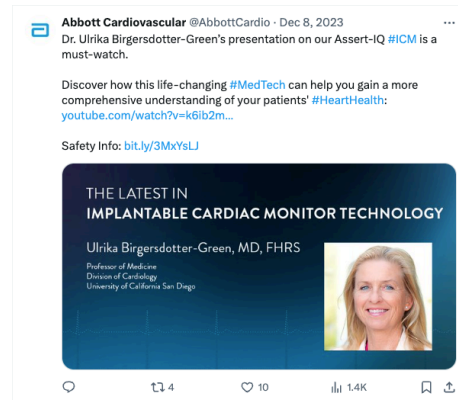 Abbott Cardiovascular @AbbottCardio · Dec 8, 2023 ···
Dr. Ulrika Birgersdotter-Green's presentation on our Assert-IQ #ICM is a
must-watch.
Discover how this life-changing #MedTech can help you gain a more
comprehensive understanding of your patients' #HeartHealth:
youtube.com/watch?v=k6ib2m...
Safety Info: bit.ly/3MxYsLJ
THE LATEST IN
IMPLANTABLE CARDIAC MONITOR TECHNOLOGY
Ulrika Birgersdotter-Green, MD, FHRS
Professor of Medicine
Division of Cardiology
University of California San Diego
4 10 1.4K